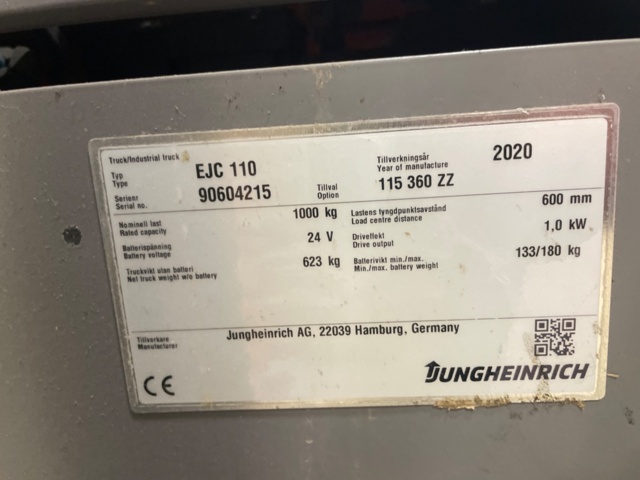 Truck/Industrial truck
Typ EJC 110 Tillverkningsår 2020
Type Year of manufacture
Serienr 90604215 Tillval 115 360 ZZ
Serial no. Option
Nominell last 1000 kg Lastens tyngdpunktsavstånd 600 mm
Rated capacity Load centre distance
Batterispänning 24 V Driveffekt 1,0 kW
Battery voltage Drive output
Truckvikt utan batteri 623 kg Batterivikt min./max. 133/180 kg
Net truck weight w/o battery Min./max. battery weight
Tillverkare Jungheinrich AG, 22039 Hamburg, Germany
Manufacturer
CE JUNGHEINRICH